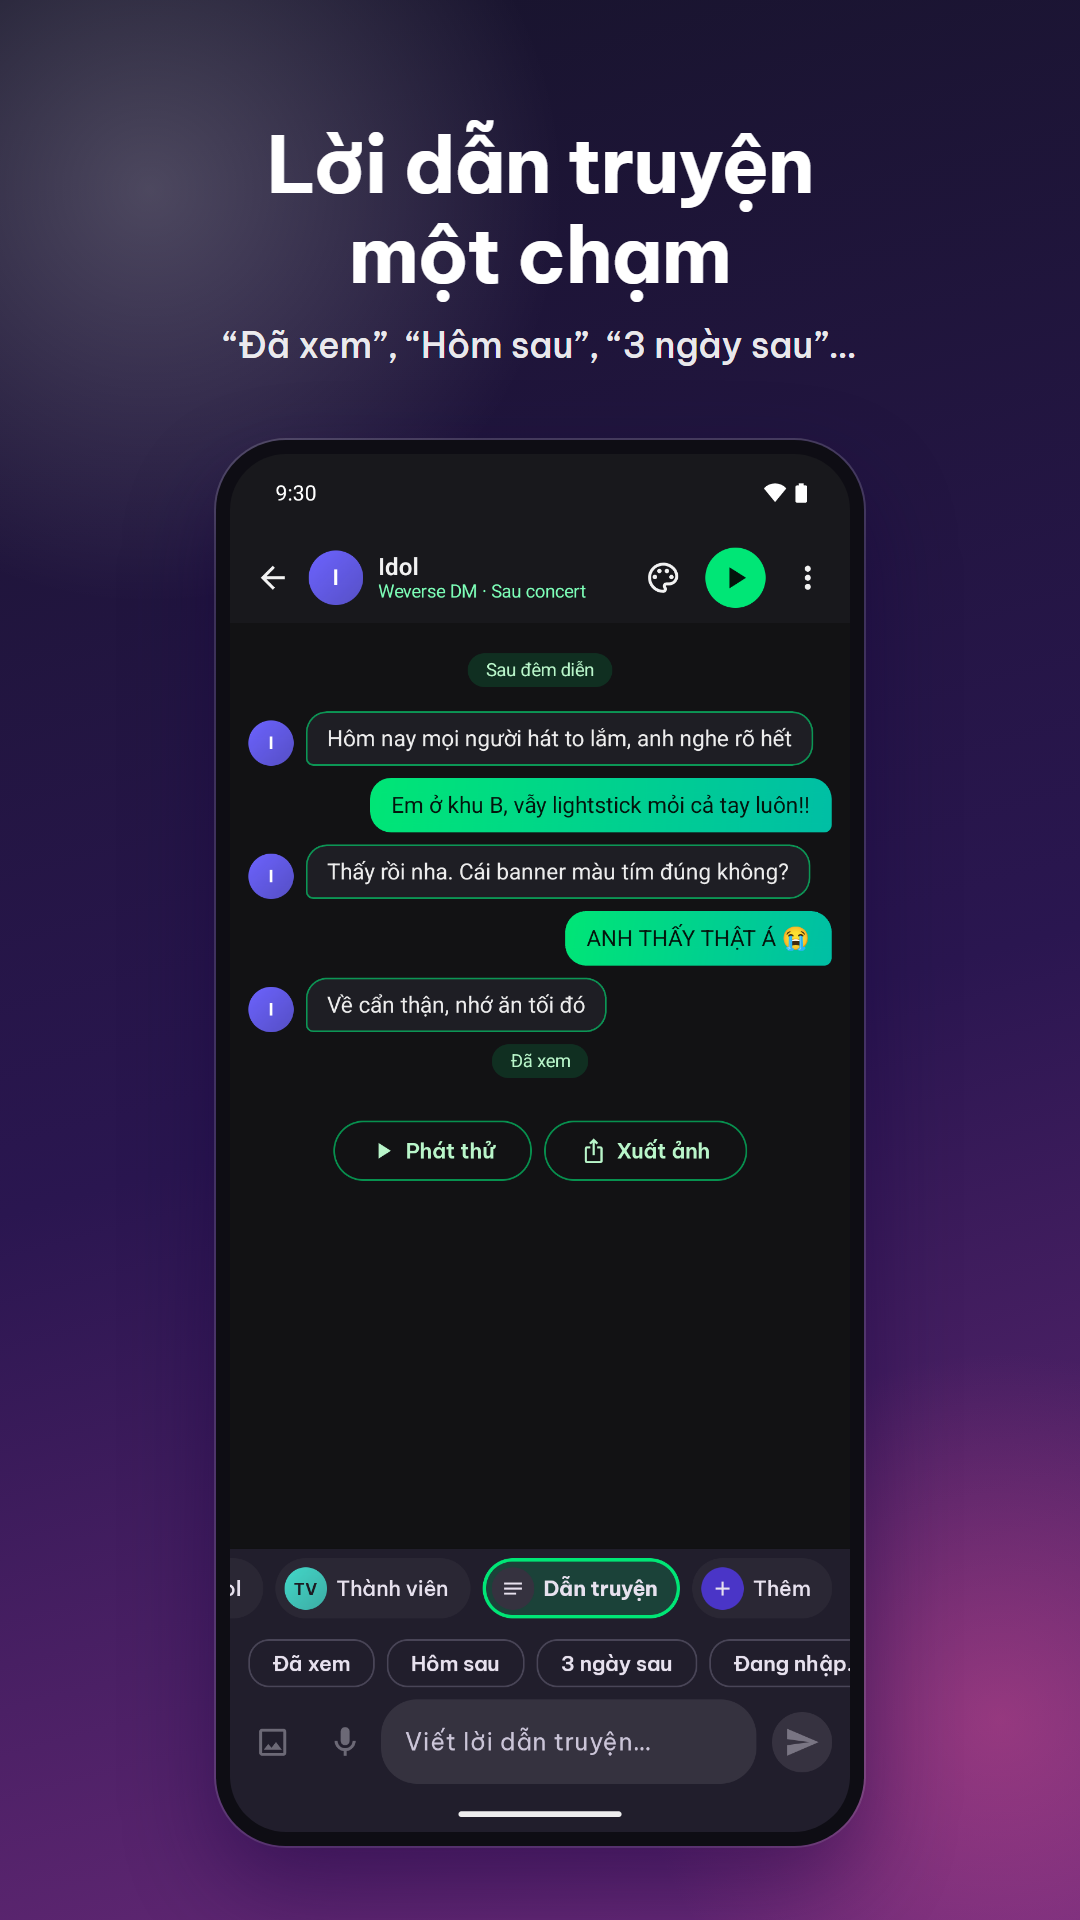 Lời dẫn truyện
một chạm
“Đã xem”, “Hôm sau”, “3 ngày sau”...
9:30
I
Idol
Weverse DM · Sau concert
Sau đêm diễn
I
Hôm nay mọi người hát to lắm, anh nghe rõ hết
Em ở khu B, vẫy lightstick mỏi cả tay luôn!!
I
Thấy rồi nha. Cái banner màu tím đúng không?
ANH THẤY THẬT Á 😭
I
Về cẩn thận, nhớ ăn tối đó
Đã xem
Phát thử
Xuất ảnh
ol
TV Thành viên
Dẫn truyện
Thêm
Đã xem
Hôm sau
3 ngày sau
Đang nhập.
Viết lời dẫn truyện...